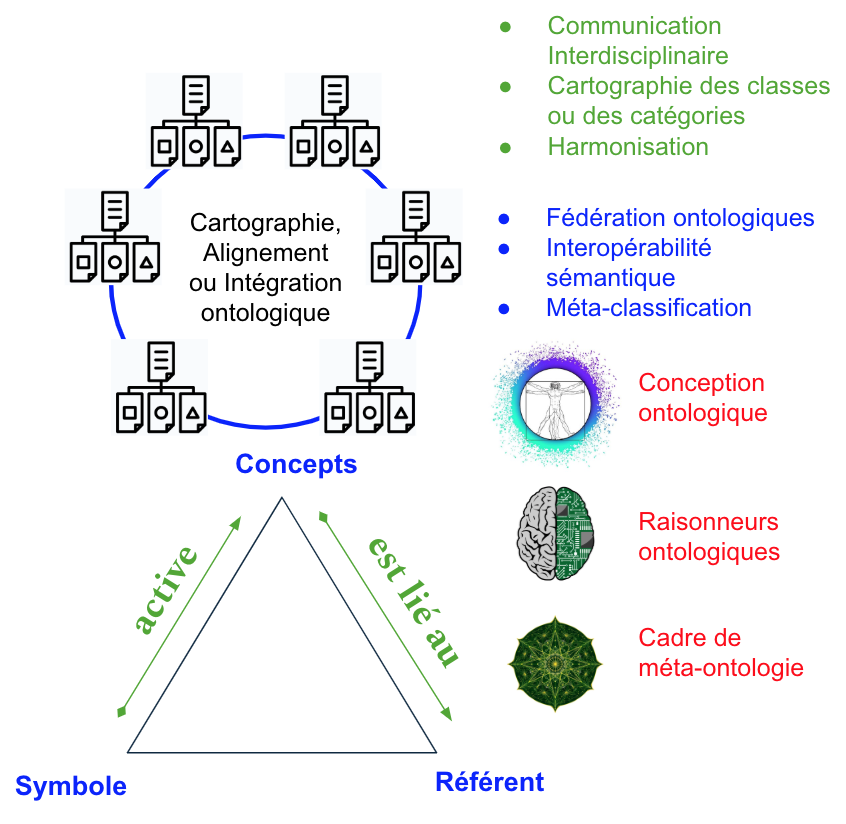 ● Communication
Interdisciplinaire
● Cartographie des classes
ou des catégories
● Harmonisation
Cartographie,
Alignement
ou Intégration
ontologique
● Fédération ontologiques
● Interopérabilité
sémantique
● Méta-classification
Conception
ontologique
Raisonneurs
ontologiques
Cadre de
méta-ontologie
Concepts
active
est lié au
Symbole
Référent